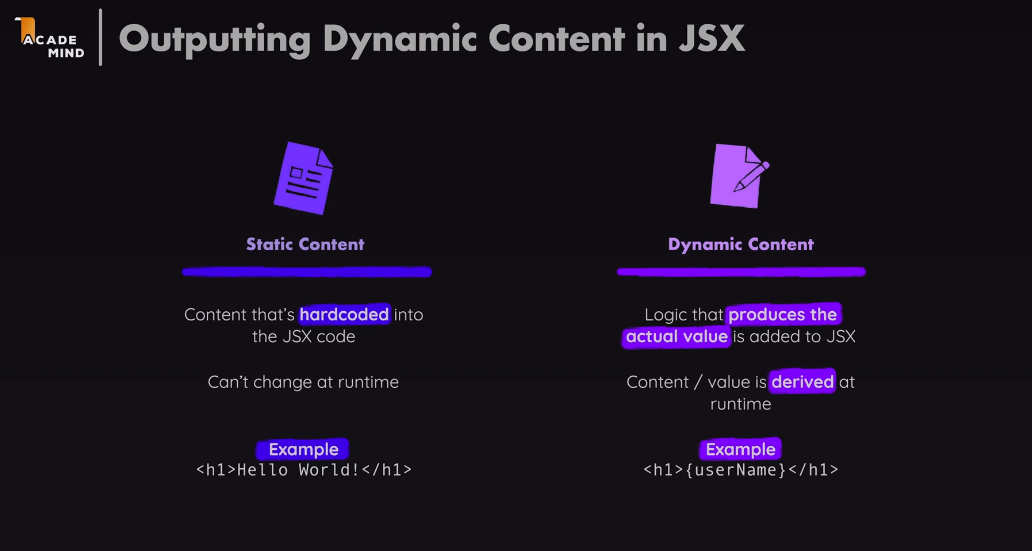 ACADE
MIND
Outputting Dynamic Content in JSX
Static Content
Content that's hardcoded into
the JSX code
Can't change at runtime
Example
<h1>Hello World!</h1>
Dynamic Content
Logic that produces the
actual value is added to JSX
Content / value is derived at
runtime
Example
<h1>{userName}</h1>